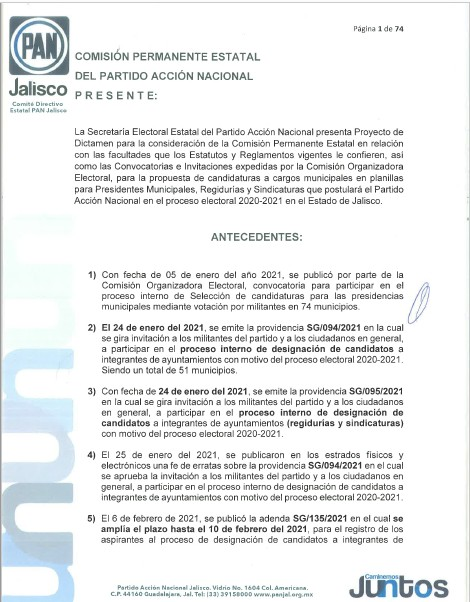 Página 1 de 74
PAN
Jalisco
Comité Directivo
Estatal PAN Jalisco
COMISIÓN PERMANENTE ESTATAL
DEL PARTIDO ACCIÓN NACIONAL
P R E S E N T E:
La Secretaría Electoral Estatal del Partido Acción Nacional presenta Proyecto de
Dictamen para la consideración de la Comisión Permanente Estatal en relación
con las facultades que los Estatutos y Reglamentos vigentes le confieren, así
como las Convocatorias e Invitaciones expedidas por la Comisión Organizadora
Electoral, para la propuesta de candidaturas a cargos municipales en planillas
para Presidentes Municipales, Regidurías y Sindicaturas que postulará el Partido
Acción Nacional en el proceso electoral 2020-2021 en el Estado de Jalisco.
ANTECEDENTES:
1) Con fecha de 05 de enero del año 2021, se publicó por parte de la
Comisión Organizadora Electoral, convocatoria para participar en el
proceso interno de Selección de candidaturas para las presidencias
municipales mediante votación por militantes en 74 municipios.
2) El 24 de enero del 2021, se emite la providencia SG/094/2021 en el cual
se gira invitación a los militantes del partido y a los ciudadanos en general,
a participar en el proceso interno de designación de candidatos a
integrantes de ayuntamientos con motivo del proceso electoral 2020-2021.
Siendo un total de 51 municipios.
3) Con fecha de 24 de enero del 2021, se emite la providencia SG/095/2021
en la cual se gira invitación a los militantes del partido y a los ciudadanos
en general, a participar en el proceso interno de designación de
candidatos a integrantes de ayuntamientos (regidurías y sindicaturas)
con motivo del proceso electoral 2020-2021.
4) El 25 de enero del 2021, se publicaron en los estrados físicos y
electrónicos una fe de erratas sobre la providencia SG/094/2021 en el cual
se aprueba la invitación a los militantes del partido y a los ciudadanos en
general, a participar en el proceso interno de designación de candidatos a
integrantes de ayuntamientos con motivo del proceso electoral 2020-2021.
5) El 6 de febrero del 2021, se publicó la adenda SG/135/2021 en el cual se
amplia el plazo hasta el 10 de febrero del 2021, para el registro de los
aspirantes al proceso de designación de candidatos a integrantes de
Partido Acción Nacional Jalisco. Vidrio No. 1604 Col. Americana.
C.P. 44160 Guadalajara, Jal. Tel: (33) 39158000 www.panjal.org.mx
Caminemos
Juntos